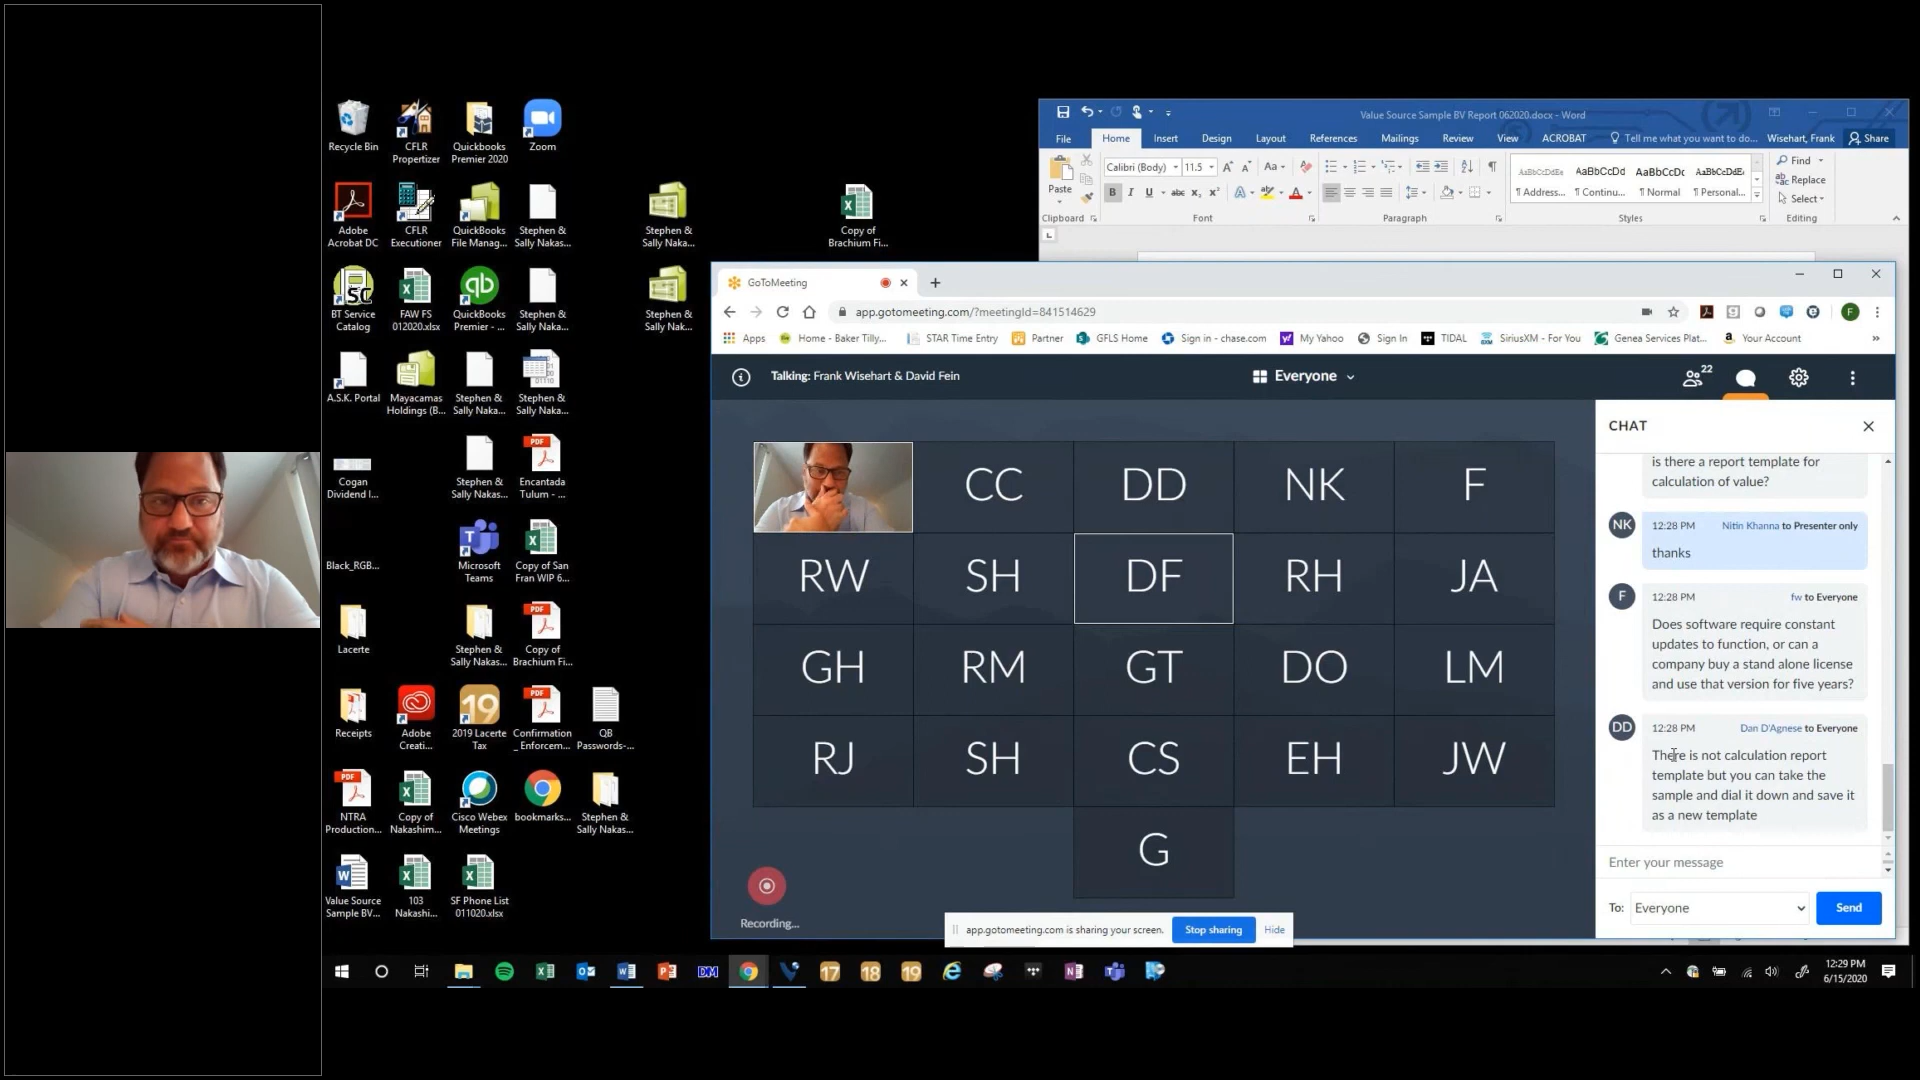 Recycle Bin
CFLR
Propertizer
Quickbooks
Premier 2020
Zoom
Adobe
Acrobat DC
CFLR
Executioner
QuickBooks
File Manag...
Stephen &
Sally Nakas...
Stephen &
Sally Naka...
Copy of
Brachium Fi...
BT Service
Catalog
FAW FS
012020.xlsx
QuickBooks
Premier - ...
Stephen &
Sally Naka...
Stephen &
Sally Nak...
A.S.K. Portal
Mayacamas
Holdings (B...
Stephen &
Sally Nakas...
Stephen &
Sally Nakas...
Cogan
Dividend I...
Stephen &
Sally Nakas...
Encantada
Tulum - ...
Black_RGB...
Microsoft
Teams
Copy of San
Fran WIP 6...
Lacerte
Stephen &
Sally Nakas...
Copy of
Brachium Fi...
Receipts
Adobe
Creati...
2019 Lacerte
Tax
Confirmation
_ Enforcem...
QB
Passwords-...
NTRA
Production...
Copy of
Nakashim...
Cisco Webex
Meetings
bookmarks...
Stephen &
Sally Nakas...
Value Source
Sample BV...
103
Nakashi...
SF Phone List
011020.xlsx
Value Source Sample BV Report 062020.docx - Word
File Home Insert Design Layout References Mailings Review View ACROBAT Tell me what you want to do... Wisehart, Frank Share
Paste
Calibri (Body) 11.5
AaBbCcDdEe AaBbCcDd AaBbCcDc AaBbCcDdE
¶ Address... ¶ Continu... ¶ Normal ¶ Personal...
Find
Replace
Select
Clipboard Font Paragraph Styles Editing
GoToMeeting
app.gotomeeting.com/?meetingId=841514629
F
Apps Home - Baker Tilly... STAR Time Entry Partner GFLS Home Sign in - chase.com My Yahoo Sign In TIDAL SiriusXM - For You Genea Services Plat... Your Account
Talking: Frank Wisehart & David Fein
Everyone
22
CC DD NK F
RW SH DF RH JA
GH RM GT DO LM
RJ SH CS EH JW
G
Recording...
CHAT
is there a report template for
calculation of value?
NK 12:28 PM Nitin Khanna to Presenter only
thanks
F 12:28 PM fw to Everyone
Does software require constant
updates to function, or can a
company buy a stand alone license
and use that version for five years?
DD 12:28 PM Dan D'Agnese to Everyone
There is not calculation report
template but you can take the
sample and dial it down and save it
as a new template
Enter your message
To: Everyone Send
app.gotomeeting.com is sharing your screen. Stop sharing Hide
DM 17 18 19
12:29 PM
6/15/2020